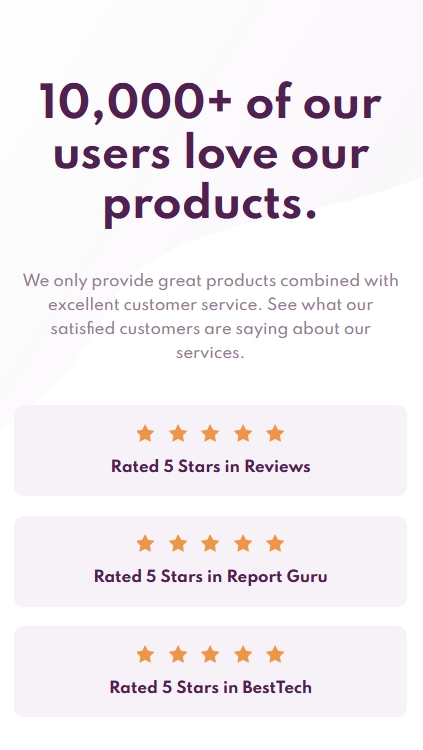 10,000+ of our
users love our
products.
We only provide great products combined with
excellent customer service. See what our
satisfied customers are saying about our
services.
Rated 5 Stars in Reviews
Rated 5 Stars in Report Guru
Rated 5 Stars in BestTech